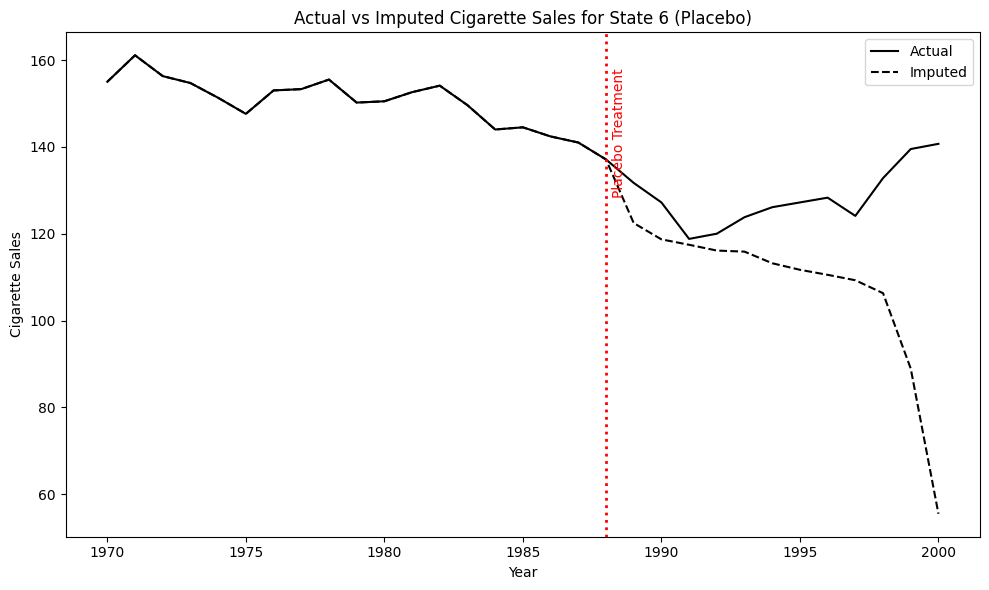 Actual vs Imputed Cigarette Sales for State 6 (Placebo)
Actual
Imputed
Placebo Treatment
Cigarette Sales
160
140
120
100
80
60
1970
1975
1980
1985
1990
1995
2000
Year